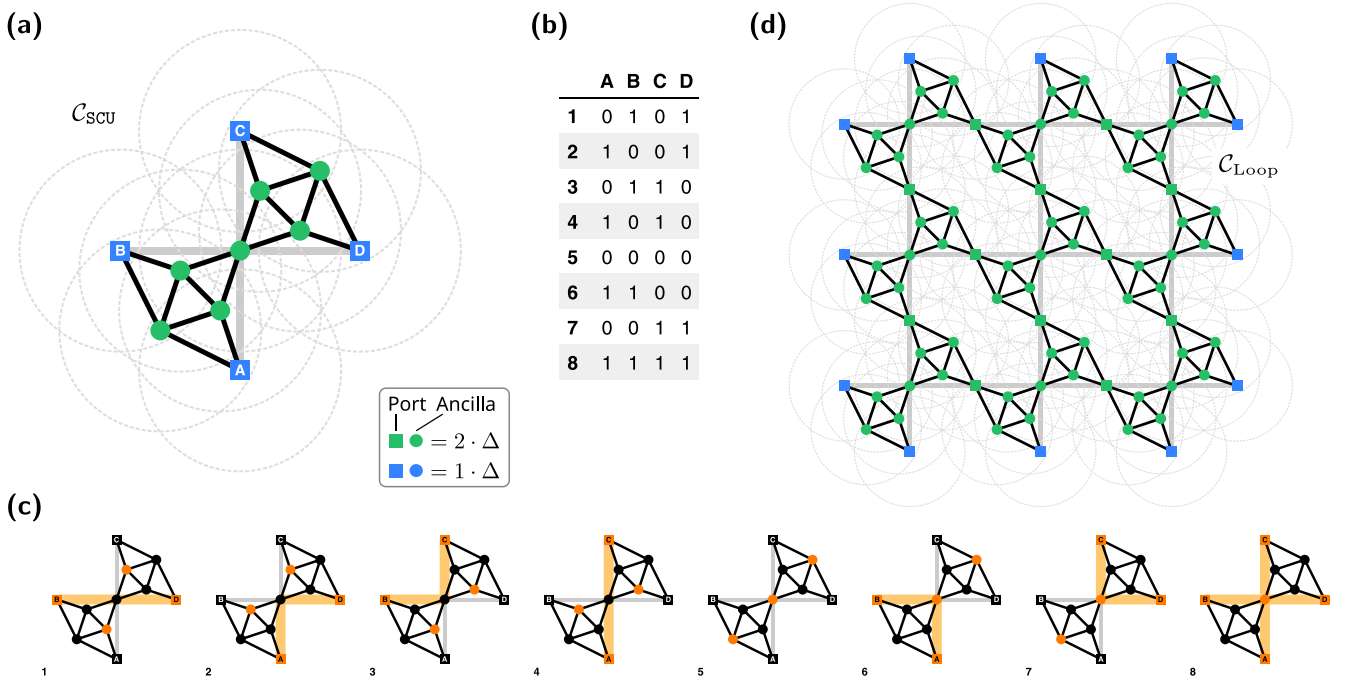 (a)
C_SCU
C
B
D
A
Port Ancilla
= 2 · Δ
= 1 · Δ
(b)
A B C D
1 0 1 0 1
2 1 0 0 1
3 0 1 1 0
4 1 0 1 0
5 0 0 0 0
6 1 1 0 0
7 0 0 1 1
8 1 1 1 1
(d)
C_Loop
(c)
C C C C C C C C
B D B D B D B D B D B D B D B D
A A A A A A A A
1 2 3 4 5 6 7 8